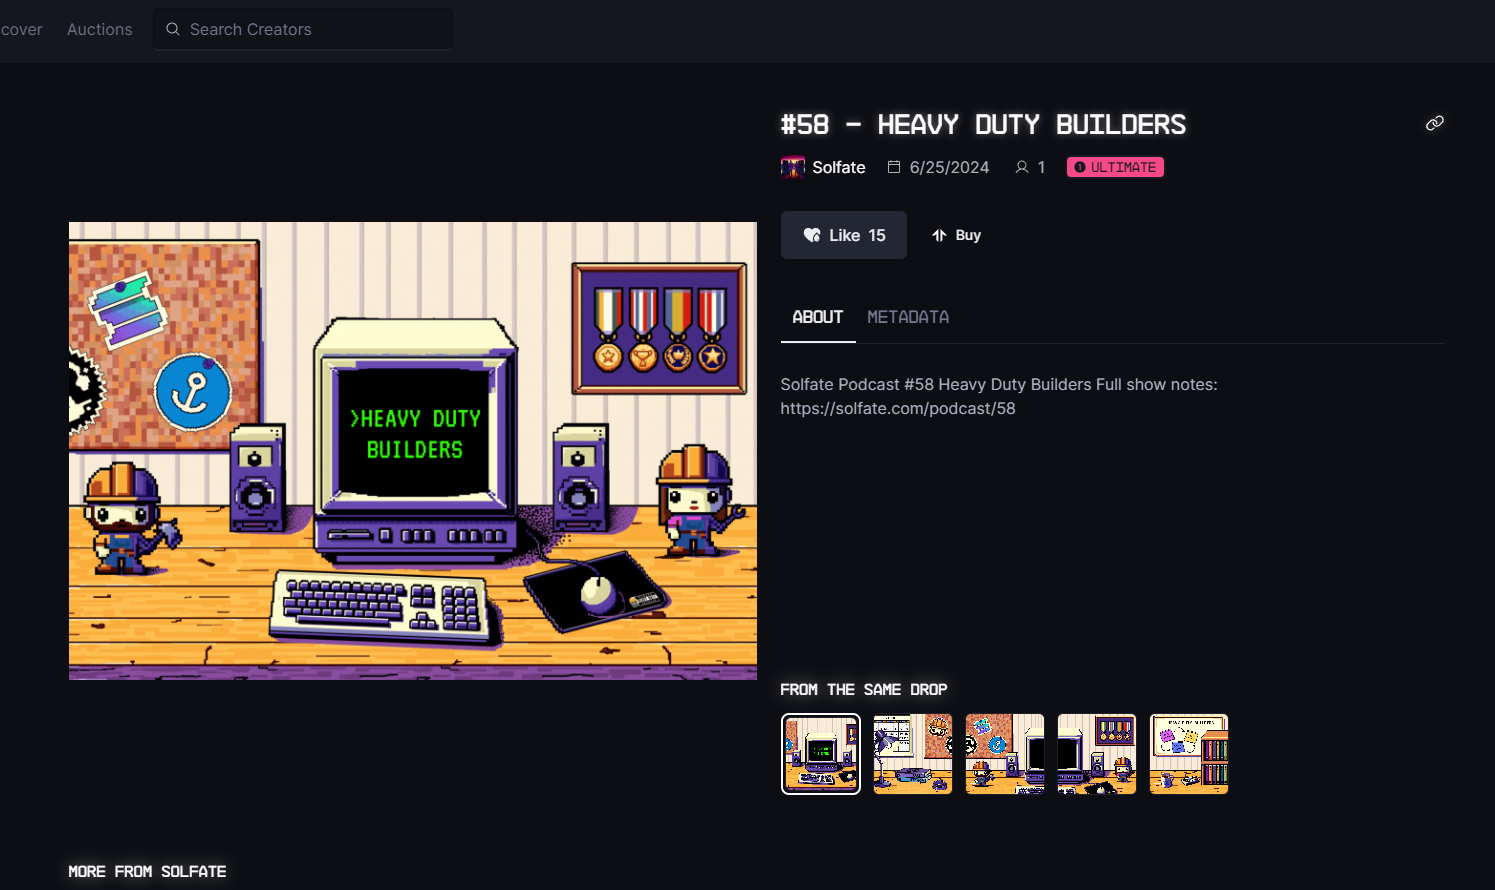 cover
Auctions
Search Creators
#58 - HEAVY DUTY BUILDERS
Solfate
6/25/2024
1
ULTIMATE
Like 15
Buy
ABOUT
METADATA
Solfate Podcast #58 Heavy Duty Builders Full show notes:
https://solfate.com/podcast/58
>HEAVY DUTY
BUILDERS
FROM THE SAME DROP
MORE FROM SOLFATE